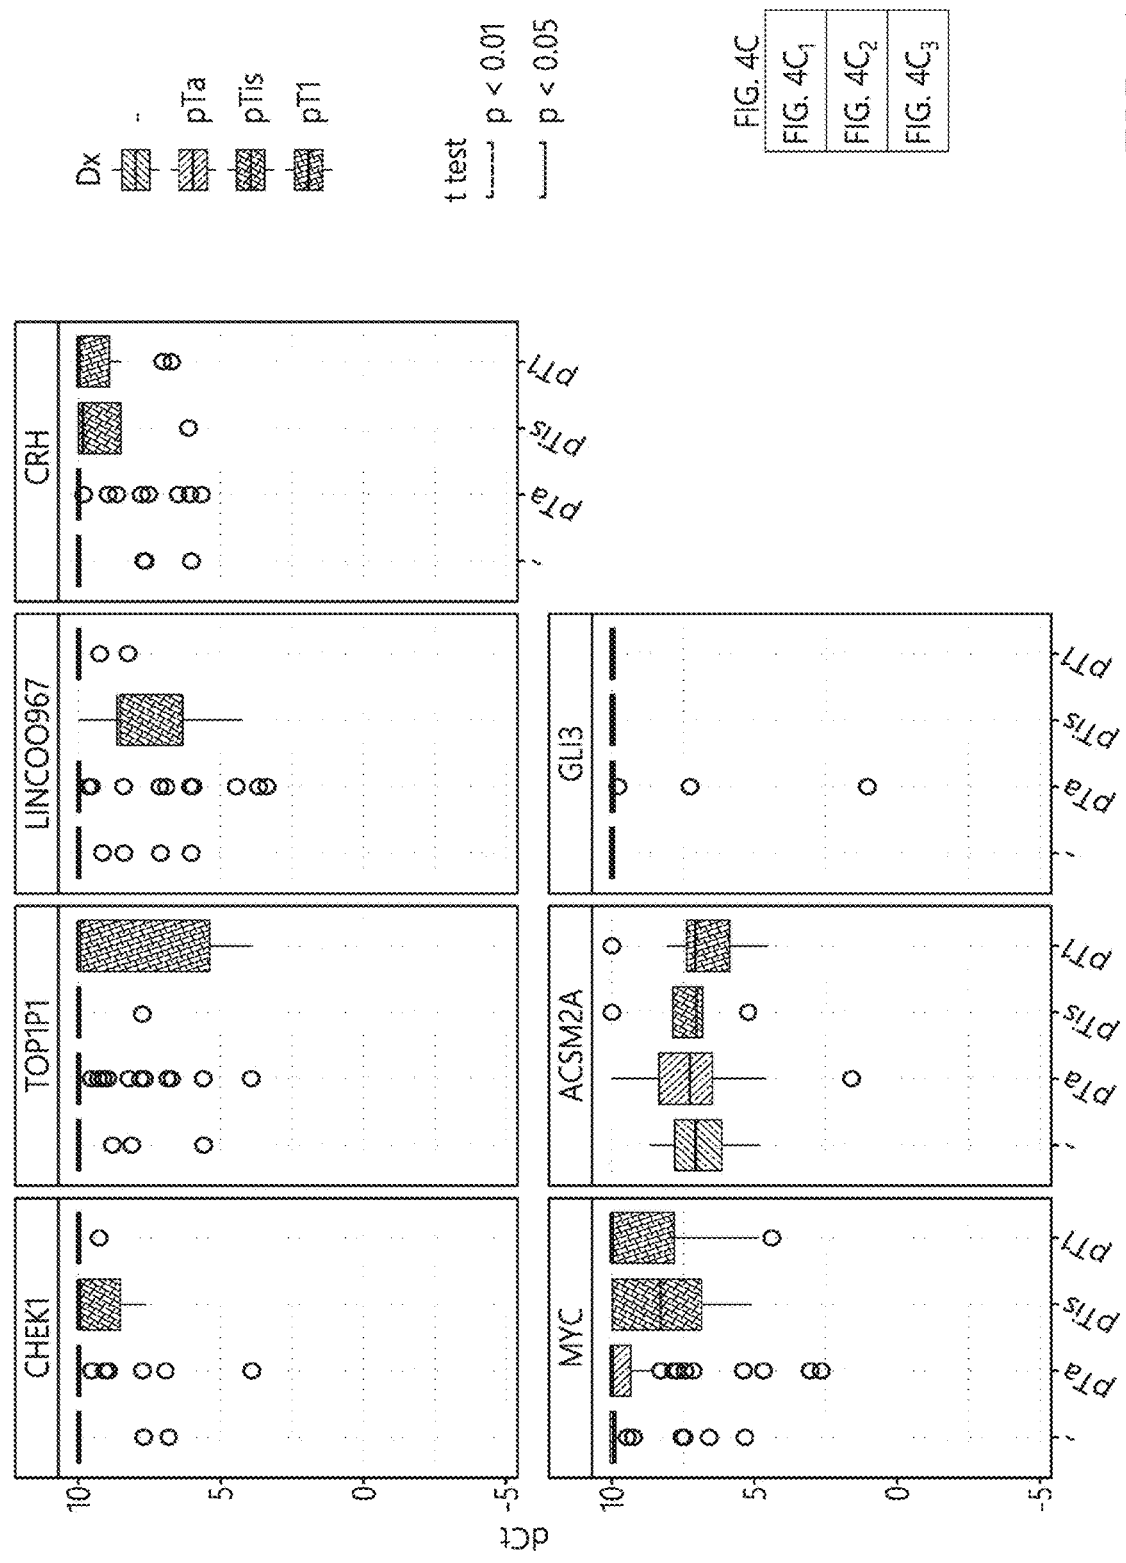 CHEK1
TOP1P1
LINCOO967
CRH
10
5
0
-5
-
pTa
pTis
pT1
dCt
MYC
ACSM2A
GLI3
10
5
0
-5
-
pTa
pTis
pT1
-
pTa
pTis
pT1
-
pTa
pTis
pT1
Dx
-
pTa
pTis
pT1
t test
p < 0.01
p < 0.05
FIG. 4C
FIG. 4C₁
FIG. 4C₂
FIG. 4C₃